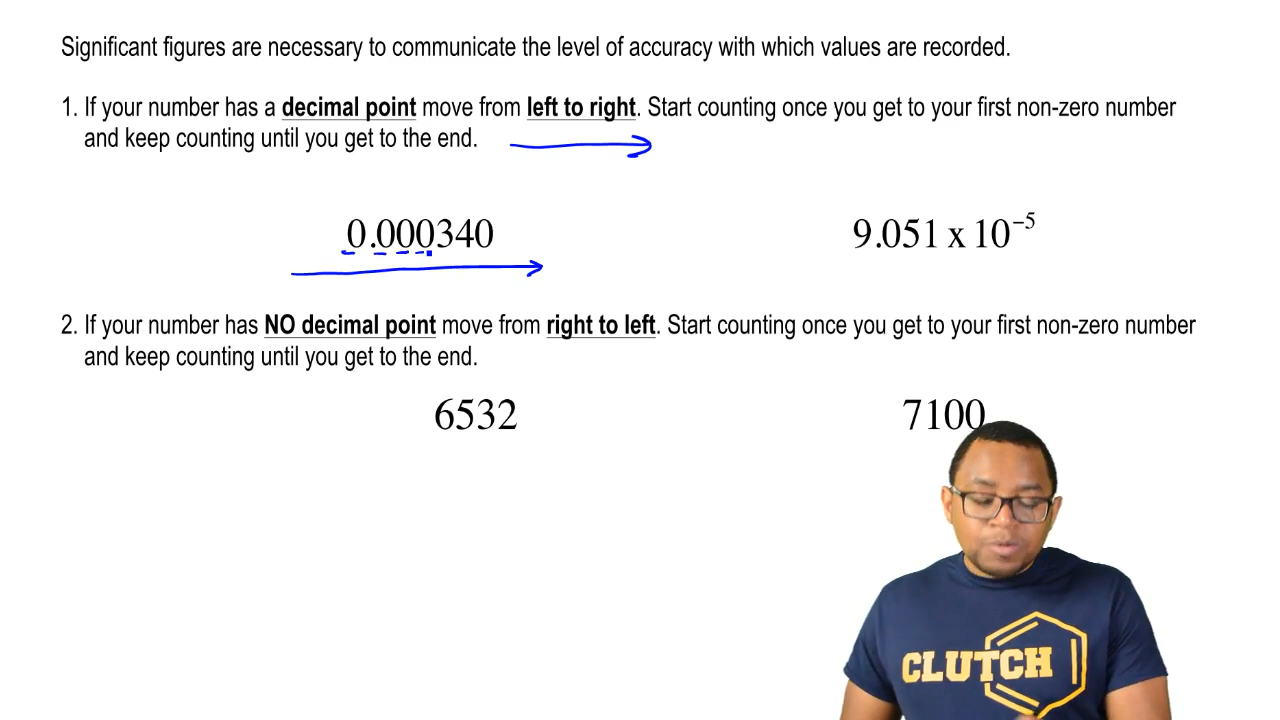 Significant figures are necessary to communicate the level of accuracy with which values are recorded.
1. If your number has a decimal point move from left to right. Start counting once you get to your first non-zero number
and keep counting until you get to the end.
0.000340
9.051 x 10⁻⁵
2. If your number has NO decimal point move from right to left. Start counting once you get to your first non-zero number
and keep counting until you get to the end.
6532
7100
CLUTCH